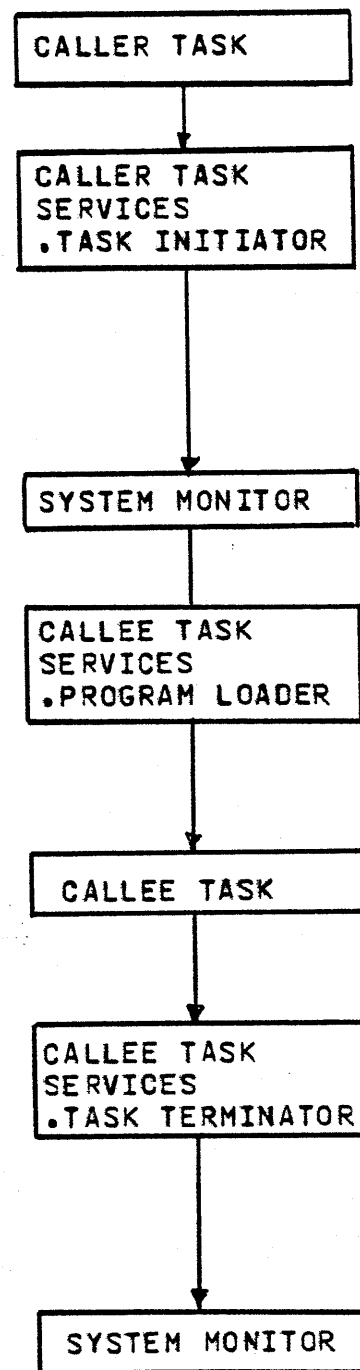 CALLER TASK
CALLER TASK
SERVICES
.TASK INITIATOR
SYSTEM MONITOR
CALLEE TASK
SERVICES
.PROGRAM LOADER
CALLEE TASK
CALLEE TASK
SERVICES
.TASK TERMINATOR
SYSTEM MONITOR